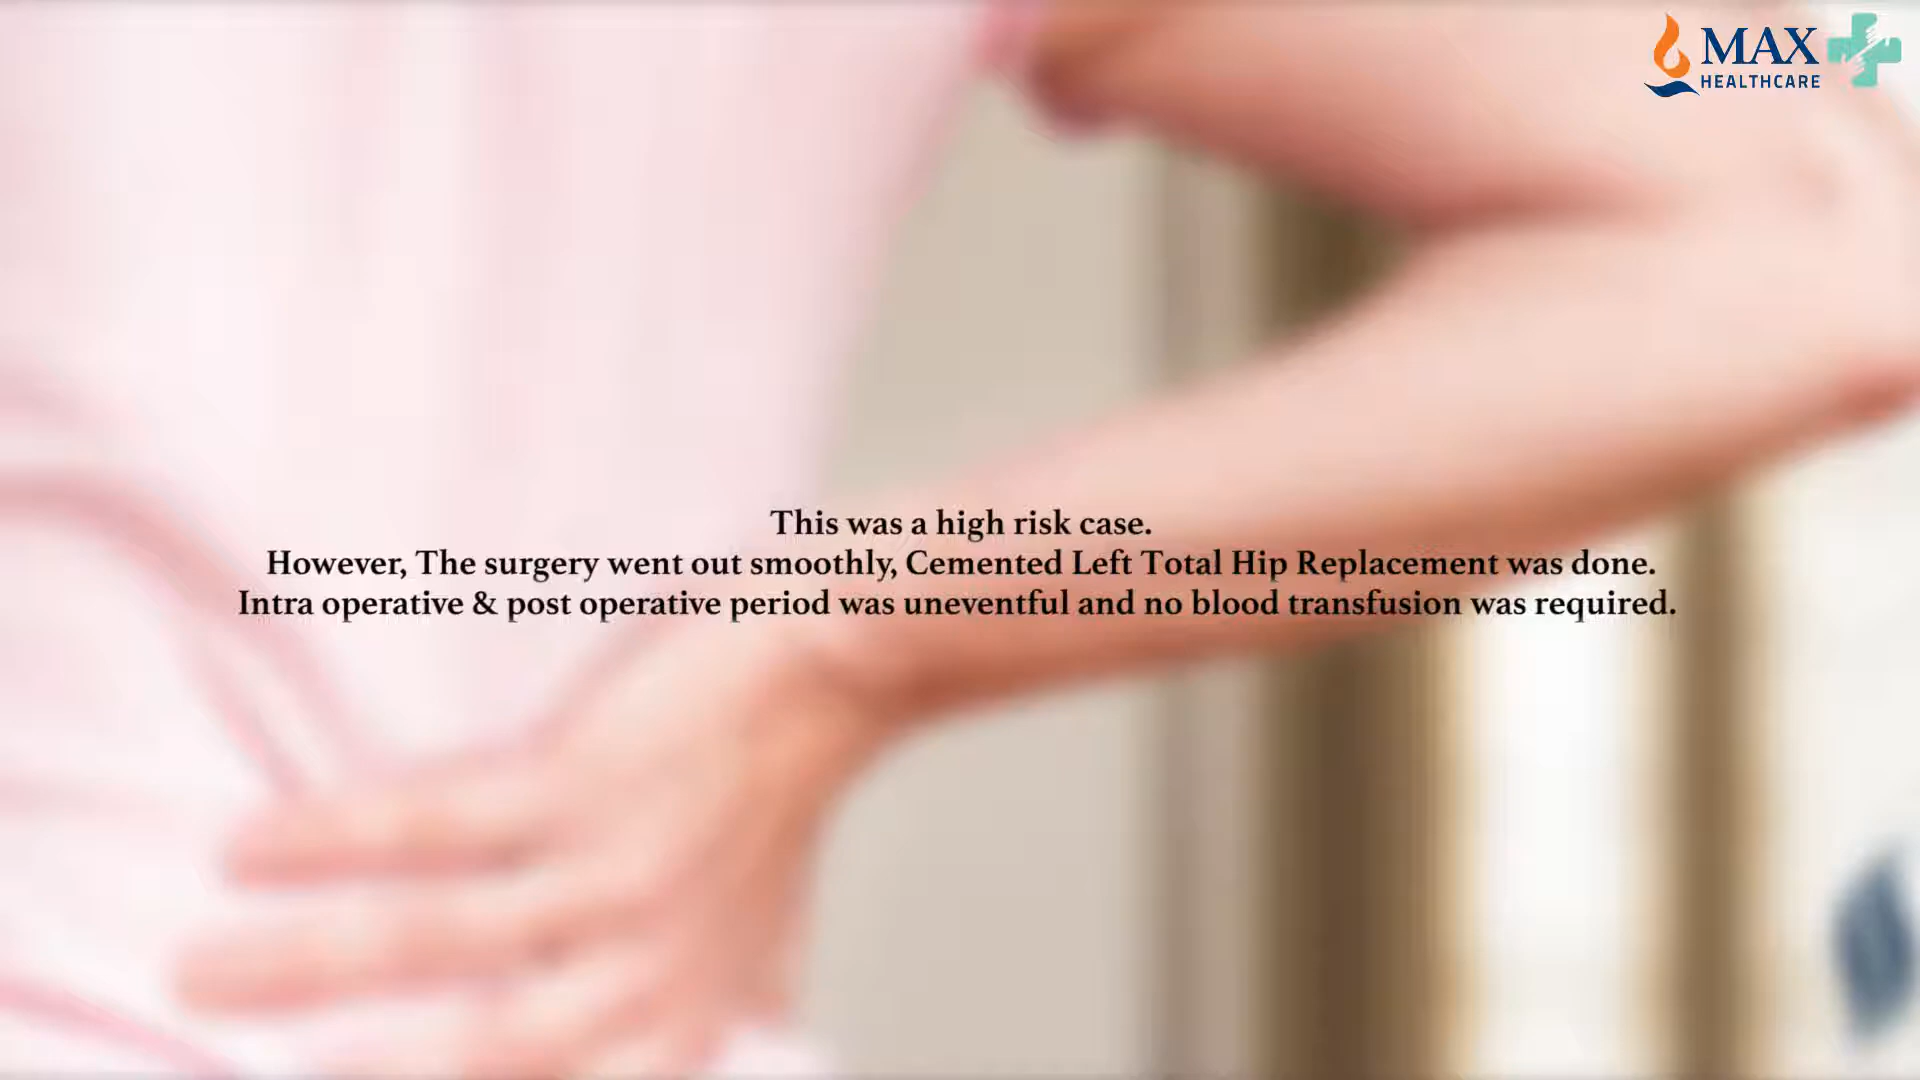 MAX
HEALTHCARE
This was a high risk case.
However, The surgery went out smoothly, Cemented Left Total Hip Replacement was done.
Intra operative & post operative period was uneventful and no blood transfusion was required.